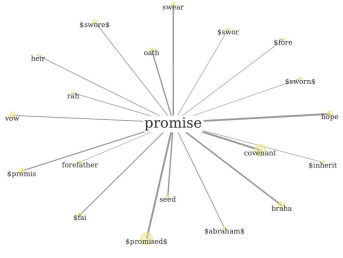 swear
$swore$
$swor
$fore
oath
heir
$sworn$
rah
vow
hope
promise
covenant
$promis
forefather
$inherit
seed
braha
$fai
$abraham$
$promised$